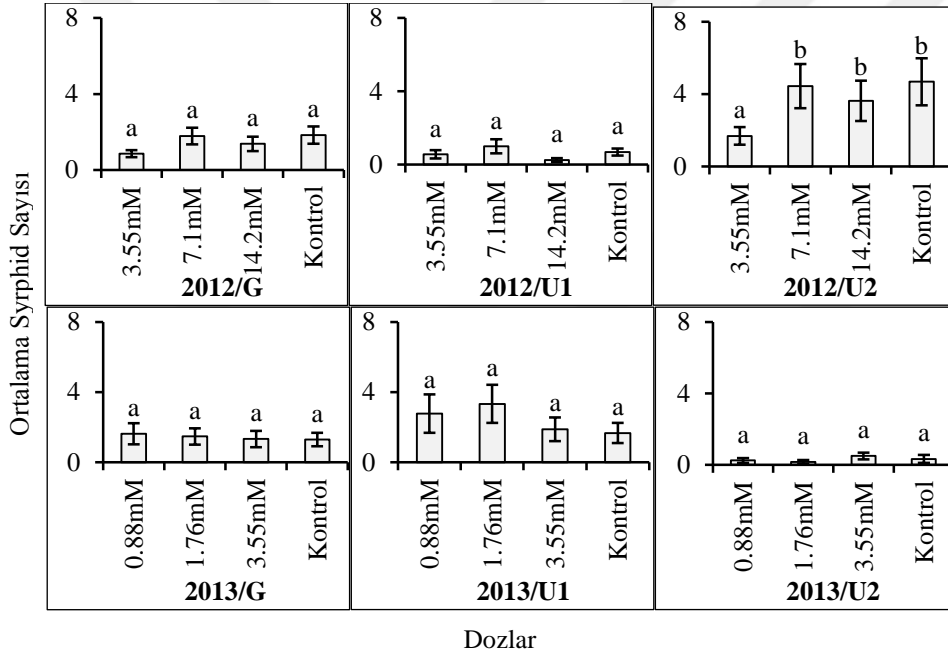 Ortalama Syrphid Sayısı
8
4
0
a
a
a
a
3.55mM
7.1mM
14.2mM
Kontrol
2012/G
8
4
0
a
a
a
a
3.55mM
7.1mM
14.2mM
Kontrol
2012/U1
8
4
0
a
b
b
b
3.55mM
7.1mM
14.2mM
Kontrol
2012/U2
8
4
0
a
a
a
a
0.88mM
1.76mM
3.55mM
Kontrol
2013/G
8
4
0
a
a
a
a
0.88mM
1.76mM
3.55mM
Kontrol
2013/U1
8
4
0
a
a
a
a
0.88mM
1.76mM
3.55mM
Kontrol
2013/U2
Dozlar